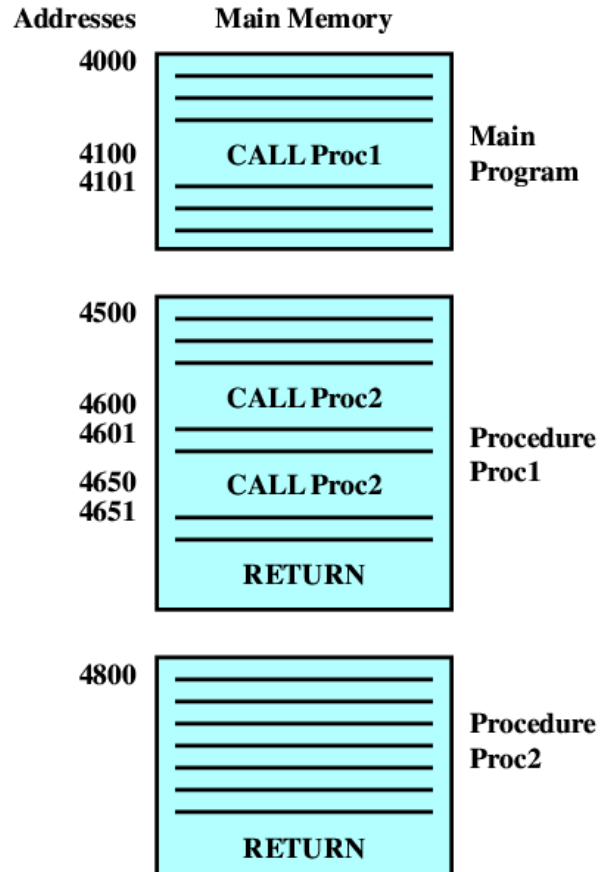 Addresses Main Memory
4000
4100 CALL Proc1
4101
Main
Program
4500
4600 CALL Proc2
4601
4650 CALL Proc2
4651
RETURN
Procedure
Proc1
4800
Procedure
Proc2
RETURN